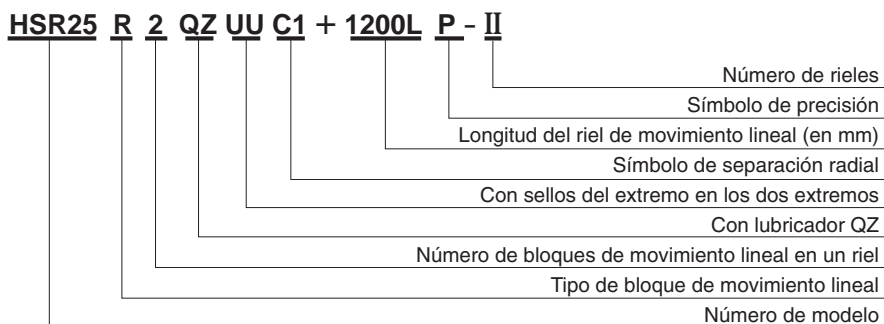 HSR25 R 2 QZ UU C1 + 1200L P - II
Número de rieles
Símbolo de precisión
Longitud del riel de movimiento lineal (en mm)
Símbolo de separación radial
Con sellos del extremo en los dos extremos
Con lubricador QZ
Número de bloques de movimiento lineal en un riel
Tipo de bloque de movimiento lineal
Número de modelo